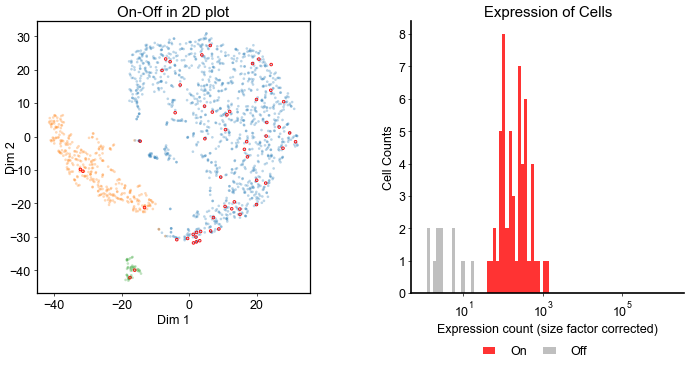 On-Off in 2D plot
Dim 2
30
20
10
0
−10
−20
−30
−40
−40 −20 0 20
Dim 1
Expression of Cells
Cell Counts
8
7
6
5
4
3
2
1
0
10^1 10^3 10^5
Expression count (size factor corrected)
On Off